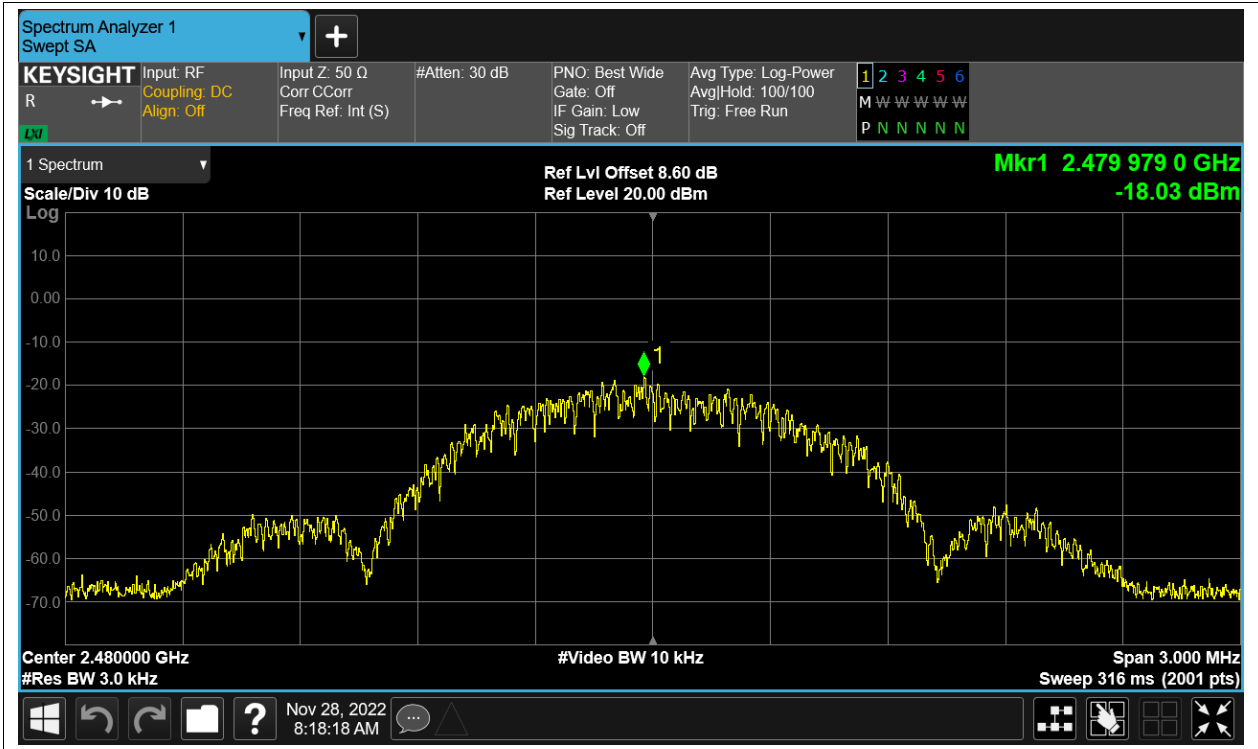 Spectrum Analyzer 1
Swept SA
+
KEYSIGHT
R
LXI
Input: RF
Coupling: DC
Align: Off
Input Z: 50 Ω
Corr CCorr
Freq Ref: Int (S)
#Atten: 30 dB
PNO: Best Wide
Gate: Off
IF Gain: Low
Sig Track: Off
Avg Type: Log-Power
Avg|Hold: 100/100
Trig: Free Run
1 2 3 4 5 6
M W W W W W W
P N N N N N N
1 Spectrum
Scale/Div 10 dB
Ref Lvl Offset 8.60 dB
Ref Level 20.00 dBm
Mkr1 2.479 979 0 GHz
-18.03 dBm
Log
10.0
0.00
-10.0
-20.0
-30.0
-40.0
-50.0
-60.0
-70.0
1
Center 2.480000 GHz
#Res BW 3.0 kHz
#Video BW 10 kHz
Span 3.000 MHz
Sweep 316 ms (2001 pts)
?
Nov 28, 2022
8:18:18 AM